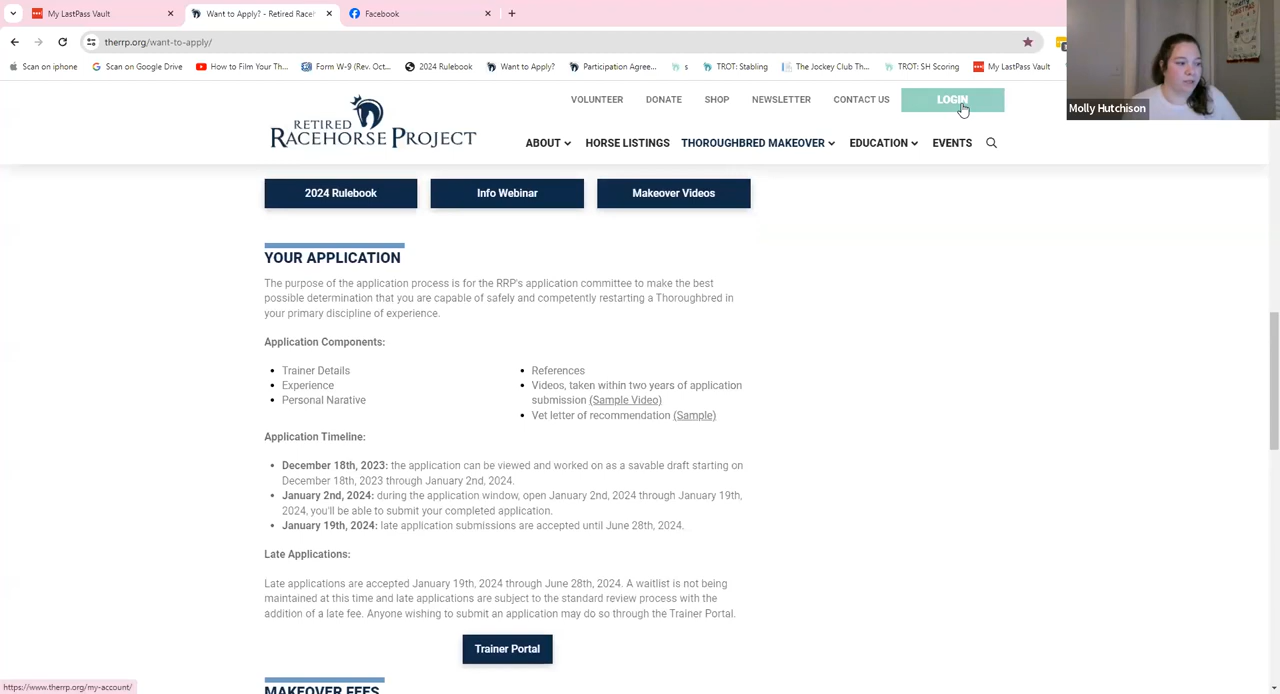 My LastPass Vault
Want to Apply? - Retired Racel
Facebook
therrp.org/want-to-apply/
Scan on iphone
Scan on Google Drive
How to Film Your Th...
Form W-9 (Rev. Oct...
2024 Rulebook
Want to Apply?
Participation Agree...
s
TROT: Stabling
The Jockey Club Th...
TROT: SH Scoring
My LastPass Vault
Molly Hutchison
VOLUNTEER
DONATE
SHOP
NEWSLETTER
CONTACT US
LOGIN
RETIRED
RACEHORSE PROJECT
ABOUT
HORSE LISTINGS
THOROUGHBRED MAKEOVER
EDUCATION
EVENTS
2024 Rulebook
Info Webinar
Makeover Videos
YOUR APPLICATION
The purpose of the application process is for the RRP's application committee to make the best
possible determination that you are capable of safely and competently restarting a Thoroughbred in
your primary discipline of experience.
Application Components:
Trainer Details
Experience
Personal Narative
References
Videos, taken within two years of application
submission (Sample Video)
Vet letter of recommendation (Sample)
Application Timeline:
December 18th, 2023: the application can be viewed and worked on as a savable draft starting on
December 18th, 2023 through January 2nd, 2024.
January 2nd, 2024: during the application window, open January 2nd, 2024 through January 19th,
2024, you'll be able to submit your completed application.
January 19th, 2024: late application submissions are accepted until June 28th, 2024.
Late Applications:
Late applications are accepted January 19th, 2024 through June 28th, 2024. A waitlist is not being
maintained at this time and late applications are subject to the standard review process with the
addition of a late fee. Anyone wishing to submit an application may do so through the Trainer Portal.
Trainer Portal
MAKEOVER FEES
https://www.therrp.org/my-account/